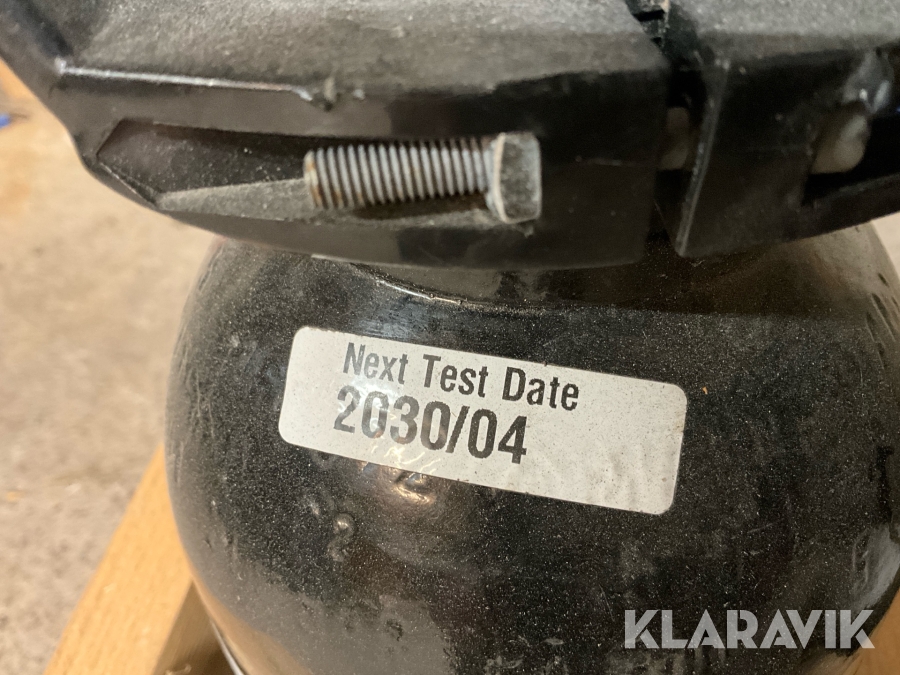 Next Test Date
2030/04
KLARAVIK